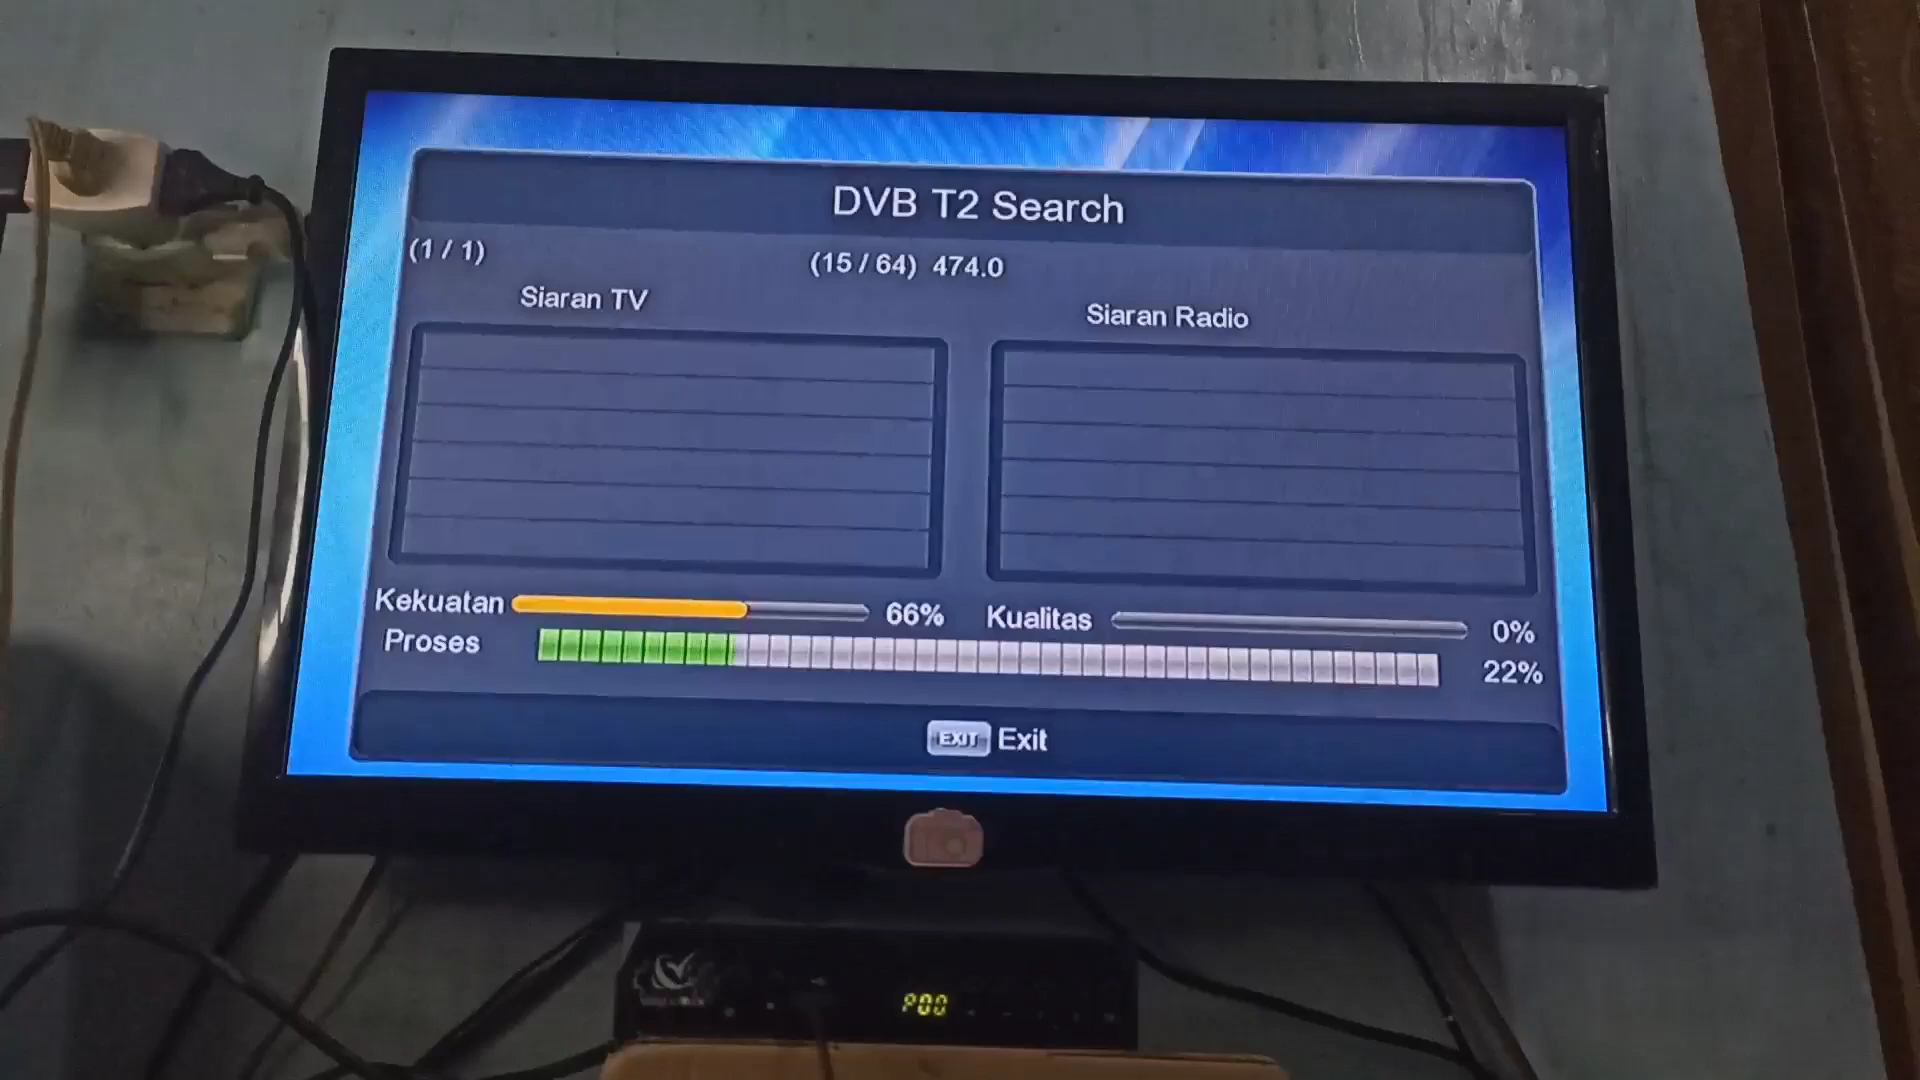 DVB T2 Search
(1 / 1)
(15 / 64) 474.0
Siaran TV
Siaran Radio
Kekuatan 66% Kualitas 0%
Proses 22%
EXIT Exit
P00